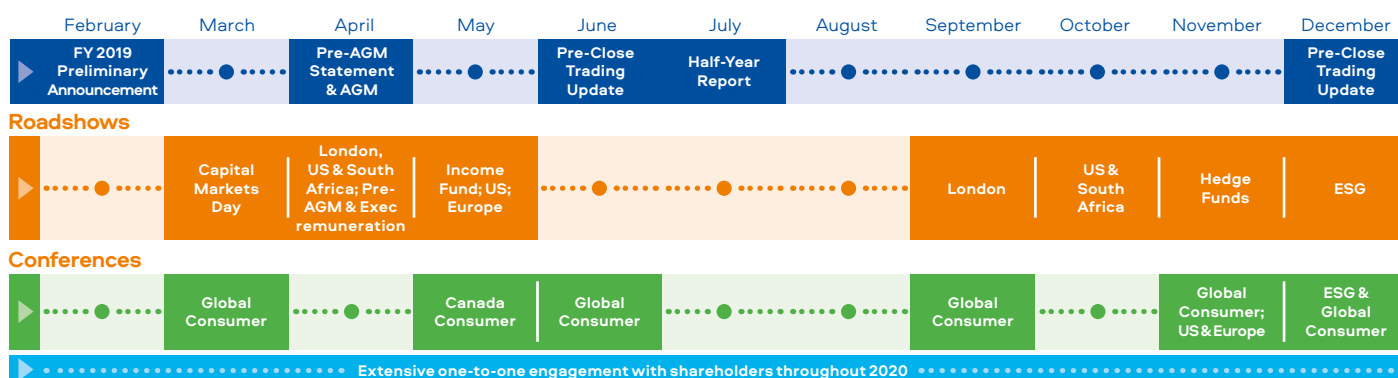 February March April May June July August September October November December
FY 2019
Preliminary
Announcement
Pre-AGM
Statement
& AGM
Pre-Close
Trading
Update
Half-Year
Report
Pre-Close
Trading
Update
Roadshows
Capital
Markets
Day
London,
US & South
Africa; Pre-
AGM & Exec
remuneration
Income
Fund; US;
Europe
London
US &
South
Africa
Hedge
Funds
ESG
Conferences
Global
Consumer
Canada
Consumer
Global
Consumer
Global
Consumer
Global
Consumer;
US & Europe
ESG &
Global
Consumer
Extensive one-to-one engagement with shareholders throughout 2020